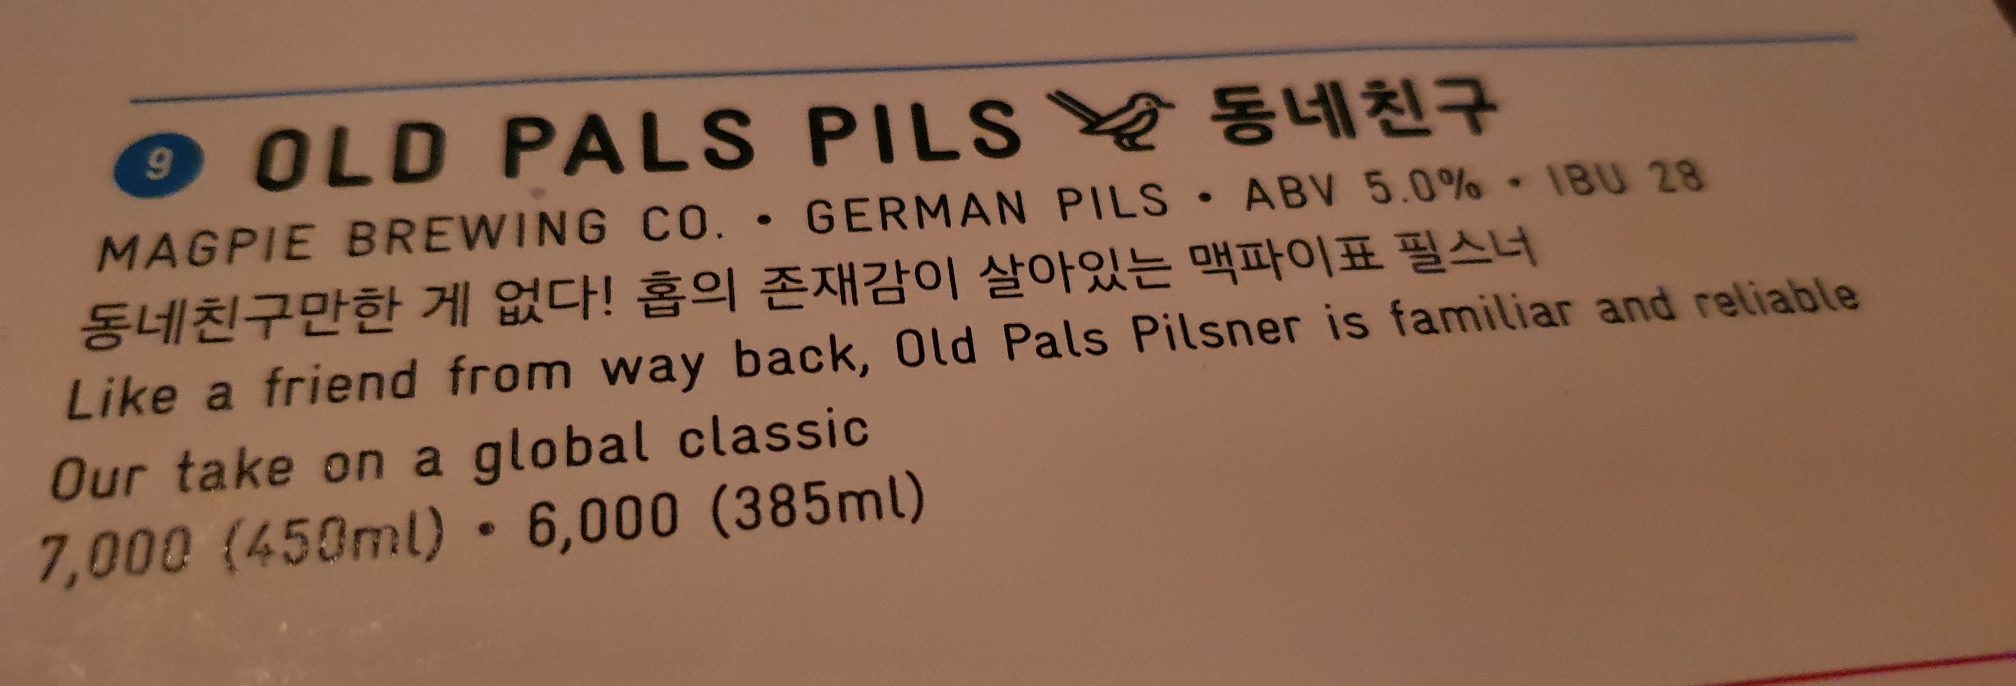 9 OLD PALS PILS 동네친구
MAGPIE BREWING CO. • GERMAN PILS • ABV 5.0% • IBU 28
동네친구만한 게 없다! 홉의 존재감이 살아있는 맥파이표 필스너
Like a friend from way back, Old Pals Pilsner is familiar and reliable
Our take on a global classic
7,000 (450ml) • 6,000 (385ml)